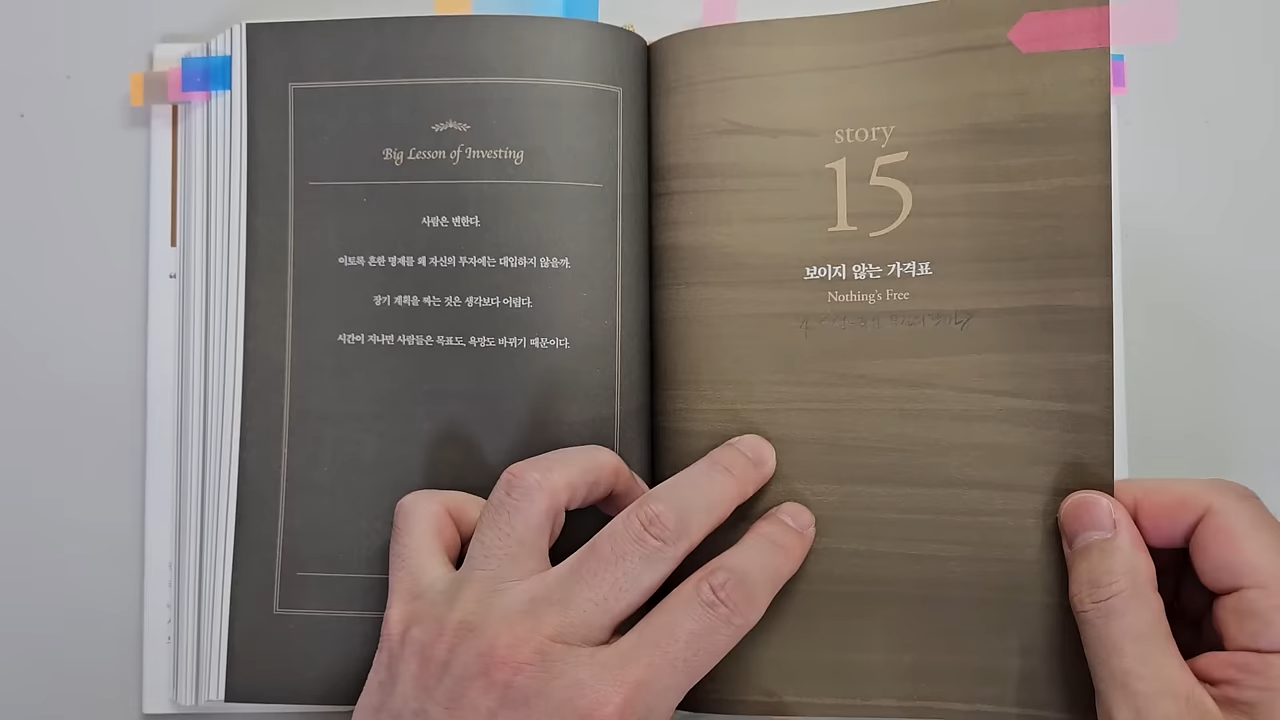 Big Lesson of Investing
사람은 변한다.
이토록 흔한 명제를 왜 자신의 투자에는 대입하지 않을까.
장기 계획을 짜는 것은 생각보다 어렵다.
시간이 지나면 사람들은 목표도, 욕망도 바뀌기 때문이다.
story
15
보이지 않는 가격표
Nothing's Free